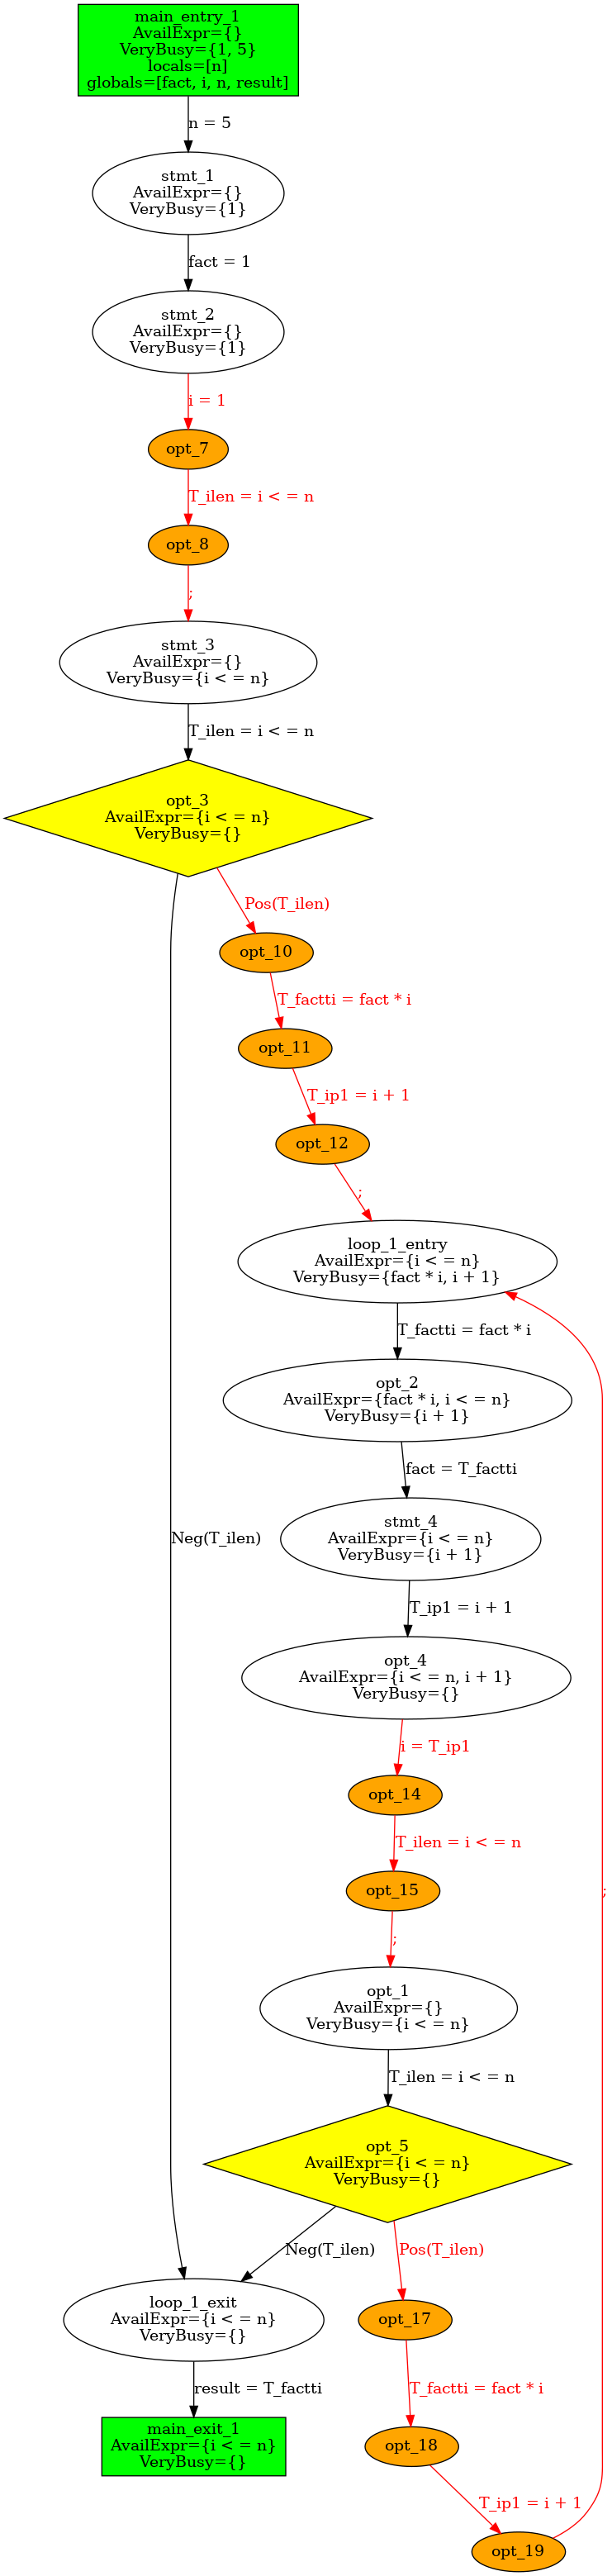 main_entry_1
AvailExpr={}
VeryBusy={1, 5}
locals=[n]
globals=[fact, i, n, result]
n = 5
stmt_1
AvailExpr={}
VeryBusy={1}
fact = 1
stmt_2
AvailExpr={}
VeryBusy={1}
i = 1
opt_7
T_ilen = i < = n
opt_8
;
stmt_3
AvailExpr={}
VeryBusy={i < = n}
T_ilen = i < = n
opt_3
AvailExpr={i < = n}
VeryBusy={}
Pos(T_ilen)
opt_10
T_factti = fact * i
opt_11
T_ip1 = i + 1
opt_12
;
loop_1_entry
AvailExpr={i < = n}
VeryBusy={fact * i, i + 1}
T_factti = fact * i
opt_2
AvailExpr={fact * i, i < = n}
VeryBusy={i + 1}
fact = T_factti
stmt_4
AvailExpr={i < = n}
VeryBusy={i + 1}
Neg(T_ilen)
T_ip1 = i + 1
opt_4
AvailExpr={i < = n, i + 1}
VeryBusy={}
i = T_ip1
opt_14
T_ilen = i < = n
opt_15
;
;
opt_1
AvailExpr={}
VeryBusy={i < = n}
T_ilen = i < = n
opt_5
AvailExpr={i < = n}
VeryBusy={}
Neg(T_ilen)
Pos(T_ilen)
loop_1_exit
AvailExpr={i < = n}
VeryBusy={}
opt_17
result = T_factti
T_factti = fact * i
main_exit_1
AvailExpr={i < = n}
VeryBusy={}
opt_18
T_ip1 = i + 1
opt_19